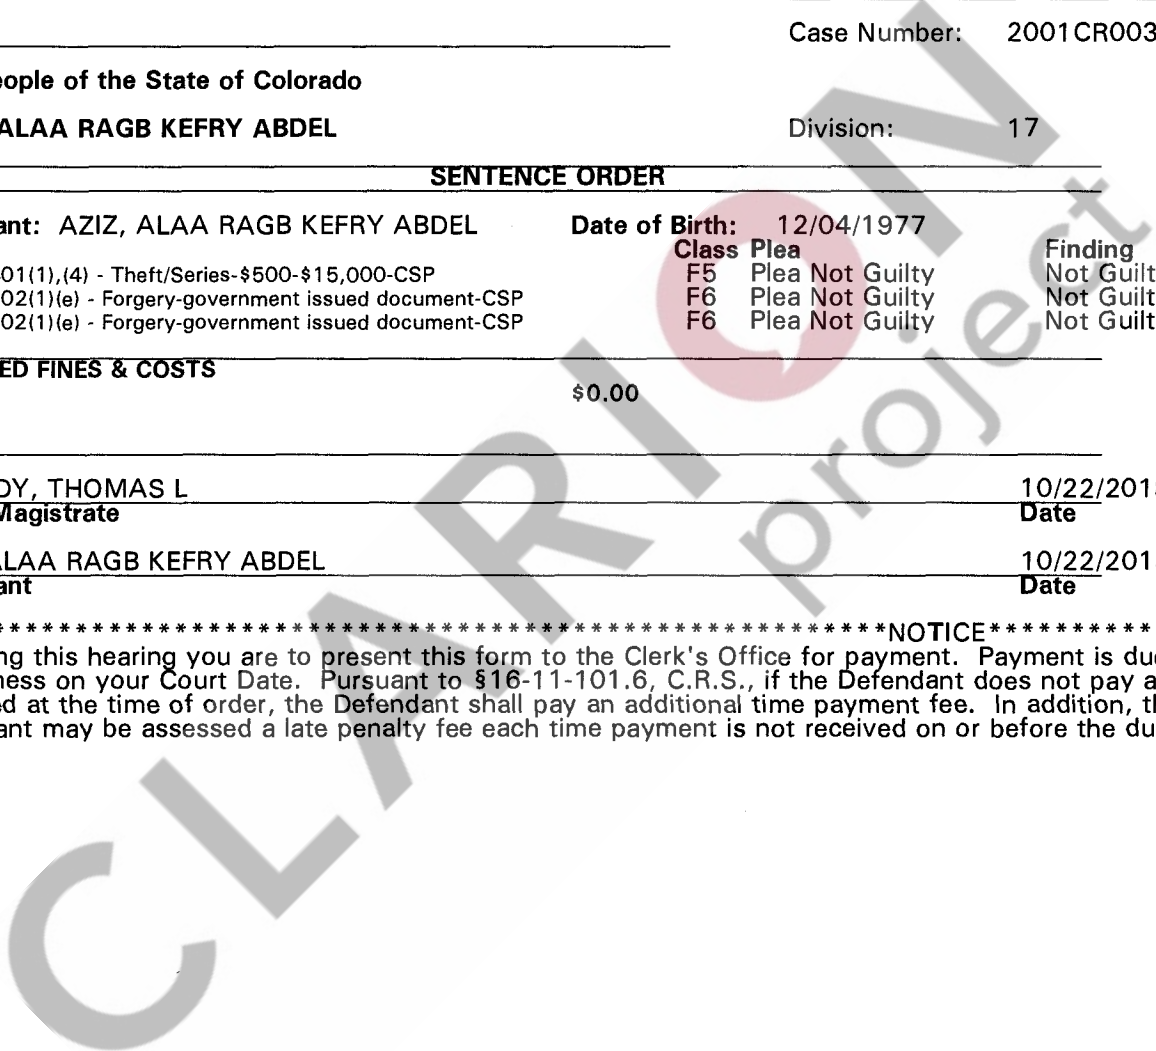 Case Number: 2001CR003
eople of the State of Colorado
ALAA RAGB KEFRY ABDEL
Division: 17
SENTENCE ORDER
ant: AZIZ, ALAA RAGB KEFRY ABDEL Date of Birth: 12/04/1977
Class Plea Finding
01(1),(4) - Theft/Series-$500-$15,000-CSP F5 Plea Not Guilty Not Guilt
02(1)(e) - Forgery-government issued document-CSP F6 Plea Not Guilty Not Guilt
02(1)(e) - Forgery-government issued document-CSP F6 Plea Not Guilty Not Guilt
ED FINES & COSTS
$0.00
DY, THOMAS L 10/22/201
Magistrate Date
ALAA RAGB KEFRY ABDEL 10/22/201
ant Date
******************************************************NOTICE**********
ng this hearing you are to present this form to the Clerk's Office for payment. Payment is du
ness on your Court Date. Pursuant to §16-11-101.6, C.R.S., if the Defendant does not pay a
ed at the time of order, the Defendant shall pay an additional time payment fee. In addition, th
ant may be assessed a late penalty fee each time payment is not received on or before the du
CLARION
project